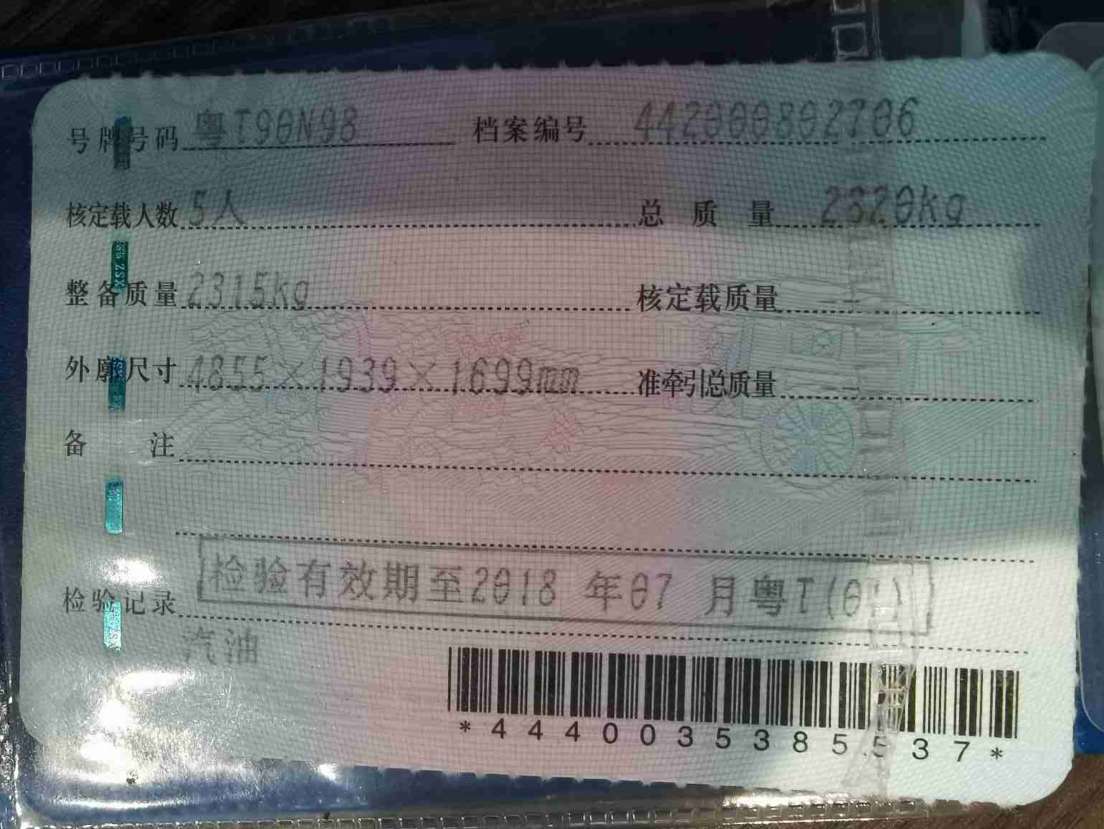 号牌号码 粤T90N98 档案编号 442000802706
核定载人数 5人 总质量 2320kg
整备质量 2315kg 核定载质量 --
外廓尺寸 4855×1939×1699mm 准牵引总质量 --
备注
检验记录 检验有效期至2018 年07 月粤T(01)
汽油
*4440035385537*